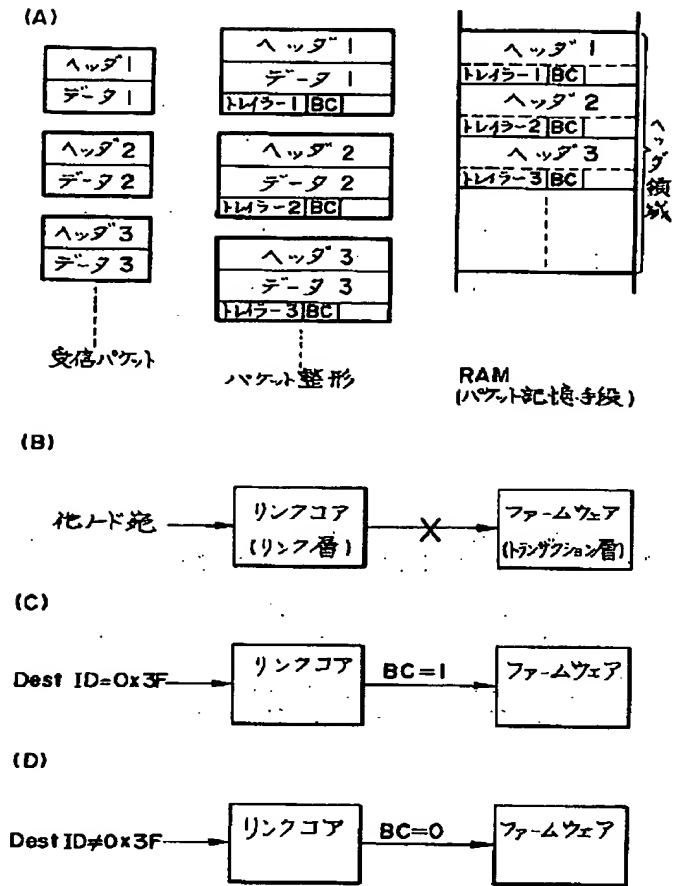 (A)
ヘッダ1
データ1
ヘッダ2
データ2
ヘッダ3
データ3
受信パケット
ヘッダ1
データ1
トレイラー1 BC
ヘッダ2
データ2
トレイラー2 BC
ヘッダ3
データ3
トレイラー3 BC
パケット整形
ヘッダ1
トレイラー1 BC
ヘッダ2
トレイラー2 BC
ヘッダ3
トレイラー3 BC
ヘッダ領域
RAM
(パケット記憶手段)
(B)
他ノード宛
リンクコア
(リンク層)
ファームウェア
(トランザクション層)
(C)
Dest ID=0x3F
リンクコア
BC=1
ファームウェア
(D)
Dest ID≠0x3F
リンクコア
BC=0
ファームウェア